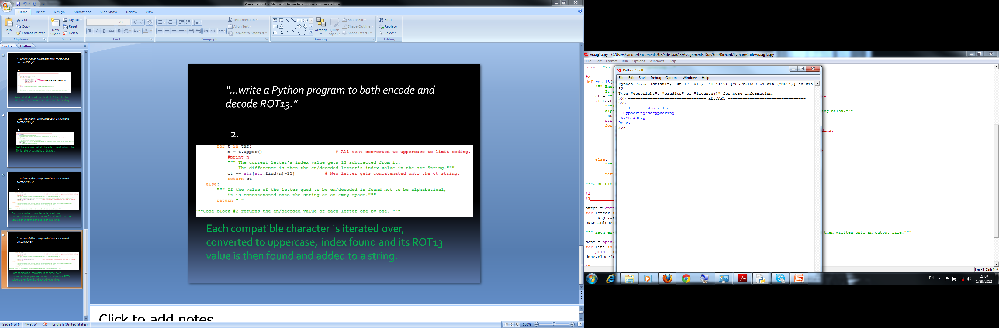 Presentation1 - Microsoft PowerPoint non-commercial use
Home Insert Design Animations Slide Show Review View
Paste
Cut
Copy
Format Painter
Clipboard
New Slide
Layout
Reset
Delete
Slides
28
Font
Paragraph
Text Direction
Align Text
Convert to SmartArt
Arrange
Quick Styles
Shape Fill
Shape Outline
Shape Effects
Drawing
Find
Replace
Select
Editing
Slides Outline
3
"...write a Python program to both encode and
decode ROT13."
1.
Each character in source file
Code block #1 reads in a text file (character by
character) and stores each character in a string
4
"...write a Python program to both encode and
decode ROT13."
2.
isalpha ensures that all characters read in from the
file is i the [A-Z] and [a-z] bracket.
5
"...write a Python program to both encode and
decode ROT13."
2.
Each compatible character is iterated over,
converted to uppercase, index found and its ROT13
value is then found and added to a string
6
"...write a Python program to both encode and
decode ROT13."
2.
Each compatible character is iterated over,
converted to uppercase, index found and its ROT13
value is then found and added to a string
"...write a Python program to both encode and
decode ROT13."
2.
for t in txt:
n = t.upper() # All text converted to uppercase to limit coding.
#print n
""" The current letter's index value gets 13 subtracted from it.
The difference is then the en/decoded letter's index value in the str String."""
ct += str[str.find(n)-13] # New letter gets concatenated onto the ct string.
return ct
else:
""" If the value of the letter qued to be en/decoded is found not to be alphabetical,
it is concatenated onto the string as an emty space."""
return " "
"""Code block #2 returns the en/decoded value of each letter one by one. """
Each compatible character is iterated over,
converted to uppercase, index found and its ROT13
value is then found and added to a string.
Click to add notes
Slide 6 of 6 "Metro" English (United States) 100%
vraag1a.py - C:/Users/Jandre/Documents/US/4de Jaar/IS/Assignments Due/Feb/Richard/Python/Code/vraag1a.py
File Edit Format Run Options Windows Help
print "\n
#2
def rot_13(t
""" Enco
It r
ct = ""
if text.
alph
ing below."""
txt
str
for
ding.
else:
"""
retu
"""Code bloc
#2
#3
outpt = open
for letter i
outpt.wr
outpt.close(
""" Each en/ then written onto an output file."""
done = open(
for line in
print li
done.close()
Ln: 34 Col: 102
Python Shell
File Edit Shell Debug Options Windows Help
Python 2.7.2 (default, Jun 12 2011, 14:24:46) [MSC v.1500 64 bit (AMD64)] on win
32
Type "copyright", "credits" or "license()" for more information.
>>> ================================ RESTART ================================
>>>
H a l l o   W o r l d !
~Cyphering/decyphering...
UNYYB JBEYQ
Done.
>>>
EN
21:07
1/29/2012